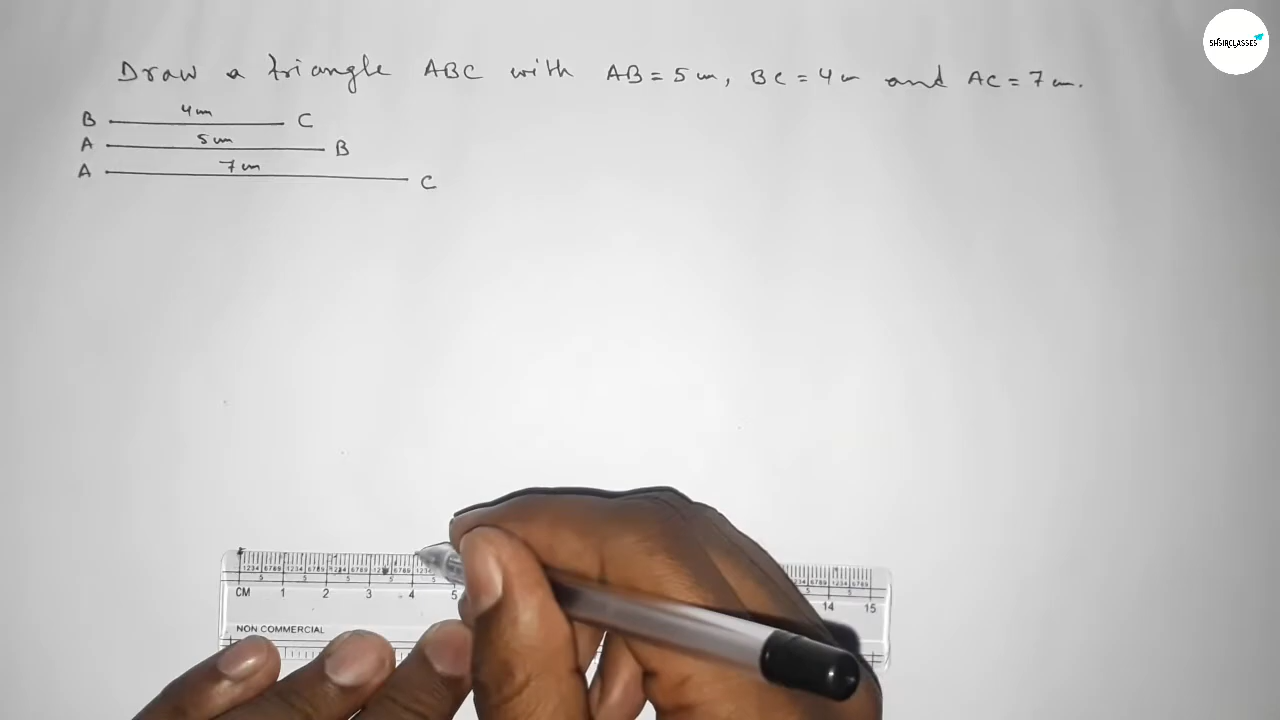 SHSIRCLASSES
Draw a triangle ABC with AB = 5 cm, BC = 4 cm and AC = 7 cm.
B 4 cm C
A 5 cm B
A 7 cm C
CM 1 2 3 4 5 14 15
NON COMMERCIAL